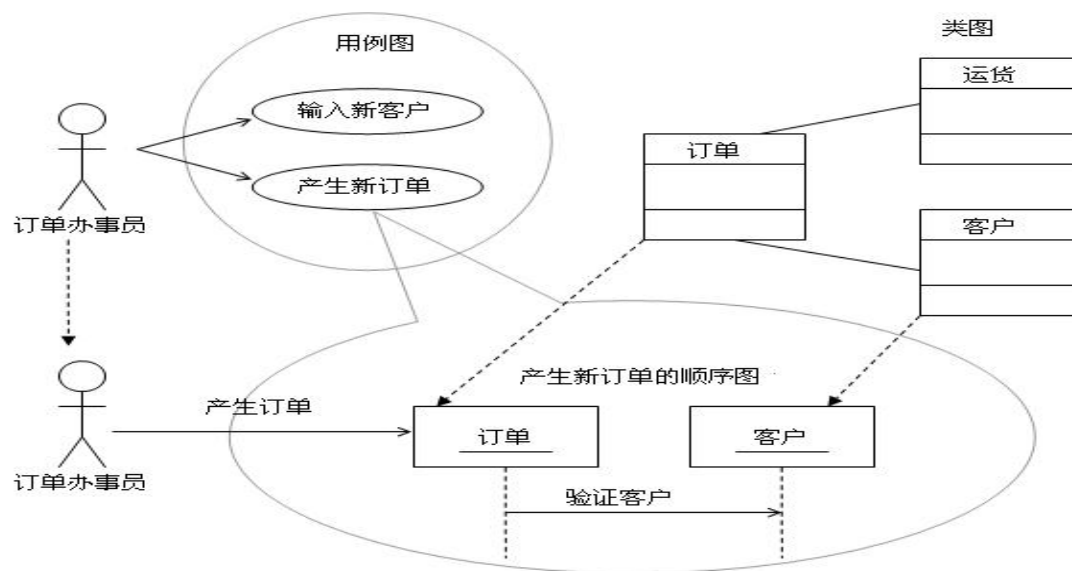 用例图
类图
输入新客户
产生新订单
订单办事员
运货
订单
客户
产生新订单的顺序图
产生订单
订单
客户
订单办事员
验证客户